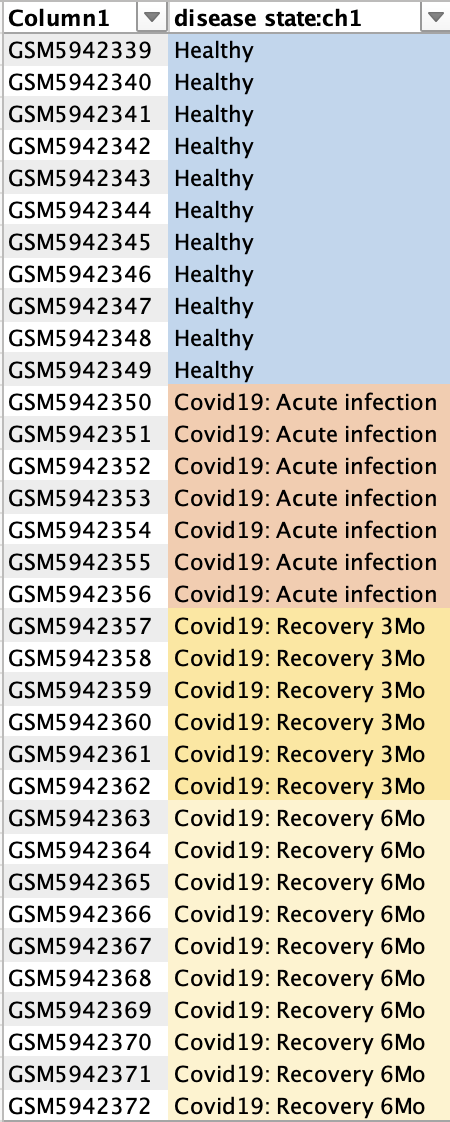 Column1 disease state:ch1
GSM5942339 Healthy
GSM5942340 Healthy
GSM5942341 Healthy
GSM5942342 Healthy
GSM5942343 Healthy
GSM5942344 Healthy
GSM5942345 Healthy
GSM5942346 Healthy
GSM5942347 Healthy
GSM5942348 Healthy
GSM5942349 Healthy
GSM5942350 Covid19: Acute infection
GSM5942351 Covid19: Acute infection
GSM5942352 Covid19: Acute infection
GSM5942353 Covid19: Acute infection
GSM5942354 Covid19: Acute infection
GSM5942355 Covid19: Acute infection
GSM5942356 Covid19: Acute infection
GSM5942357 Covid19: Recovery 3Mo
GSM5942358 Covid19: Recovery 3Mo
GSM5942359 Covid19: Recovery 3Mo
GSM5942360 Covid19: Recovery 3Mo
GSM5942361 Covid19: Recovery 3Mo
GSM5942362 Covid19: Recovery 3Mo
GSM5942363 Covid19: Recovery 6Mo
GSM5942364 Covid19: Recovery 6Mo
GSM5942365 Covid19: Recovery 6Mo
GSM5942366 Covid19: Recovery 6Mo
GSM5942367 Covid19: Recovery 6Mo
GSM5942368 Covid19: Recovery 6Mo
GSM5942369 Covid19: Recovery 6Mo
GSM5942370 Covid19: Recovery 6Mo
GSM5942371 Covid19: Recovery 6Mo
GSM5942372 Covid19: Recovery 6Mo